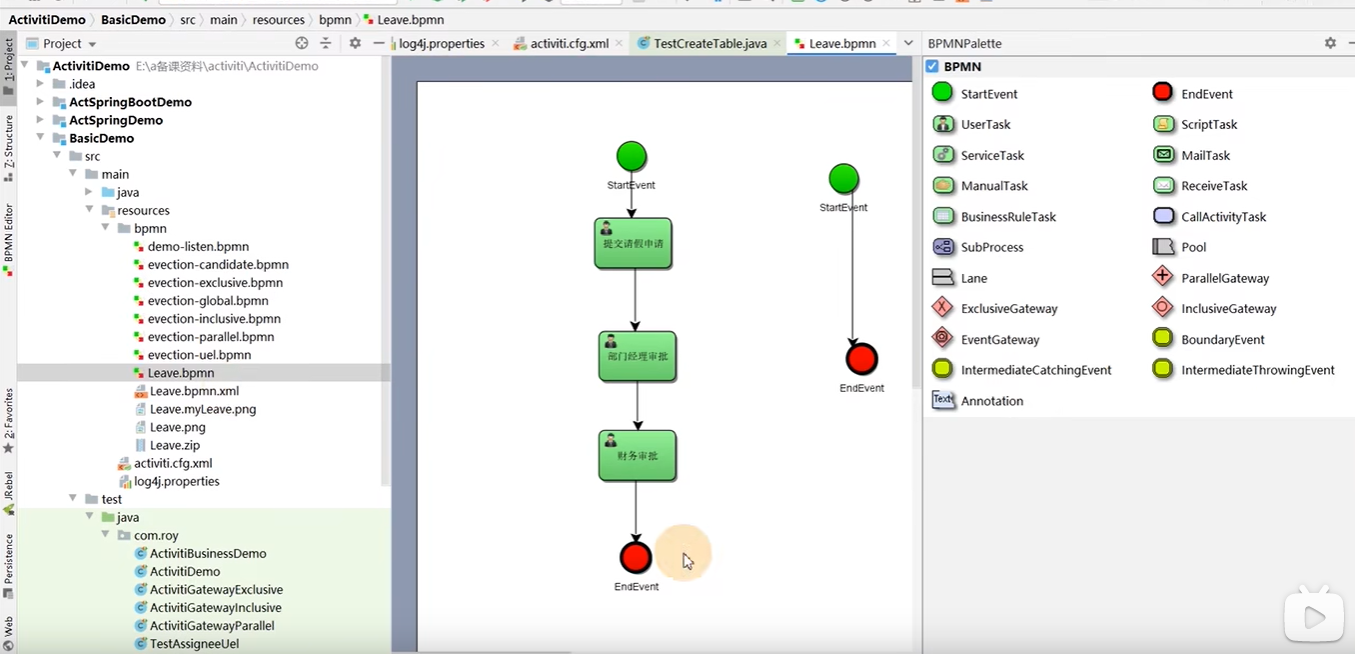 ActivitiDemo BasicDemo src main resources bpmn Leave.bpmn
1: Project
Z: Structure
BPMN Editor
2: Favorites
JRebel
Persistence
Web
Project
log4j.properties
activiti.cfg.xml
TestCreateTable.java
Leave.bpmn
BPMNPalette
ActivitiDemo E:\a备课资料\activiti\ActivitiDemo
.idea
ActSpringBootDemo
ActSpringDemo
BasicDemo
src
main
java
resources
bpmn
demo-listen.bpmn
evection-candidate.bpmn
evection-exclusive.bpmn
evection-global.bpmn
evection-inclusive.bpmn
evection-parallel.bpmn
evection-uel.bpmn
Leave.bpmn
Leave.bpmn.xml
Leave.myLeave.png
Leave.png
Leave.zip
activiti.cfg.xml
log4j.properties
test
java
com.roy
ActivitiBusinessDemo
ActivitiDemo
ActivitiGatewayExclusive
ActivitiGatewayInclusive
ActivitiGatewayParallel
TestAssigneeUel
StartEvent
提交请假申请
部门经理审批
财务审批
EndEvent
StartEvent
EndEvent
BPMN
StartEvent
EndEvent
UserTask
ScriptTask
ServiceTask
MailTask
ManualTask
ReceiveTask
BusinessRuleTask
CallActivityTask
SubProcess
Pool
Lane
ParallelGateway
ExclusiveGateway
InclusiveGateway
EventGateway
BoundaryEvent
IntermediateCatchingEvent
IntermediateThrowingEvent
Text
Annotation